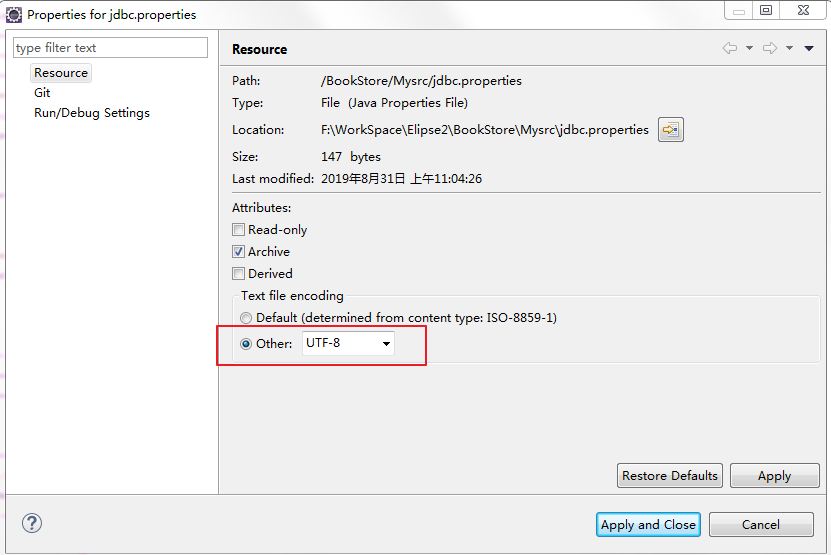 Properties for jdbc.properties
type filter text
Resource
Git
Run/Debug Settings
Resource
Path: /BookStore/Mysrc/jdbc.properties
Type: File (Java Properties File)
Location: F:\WorkSpace\Elipse2\BookStore\Mysrc\jdbc.properties
Size: 147 bytes
Last modified: 2019年8月31日 上午11:04:26
Attributes:
Read-only
Archive
Derived
Text file encoding
Default (determined from content type: ISO-8859-1)
Other: UTF-8
Restore Defaults Apply
? Apply and Close Cancel